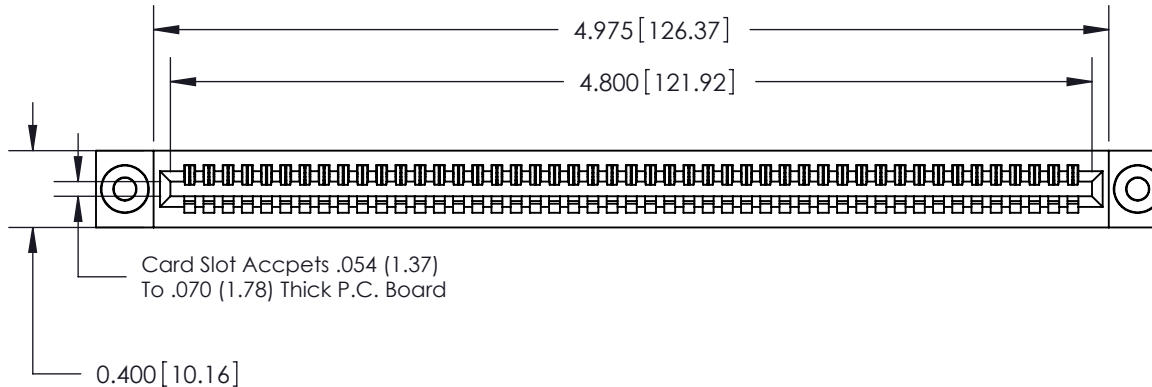 4.975 [126.37]
4.800 [121.92]
Card Slot Accpets .054 (1.37)
To .070 (1.78) Thick P.C. Board
0.400 [10.16]